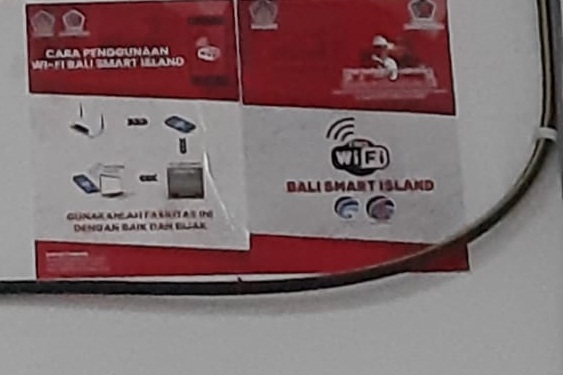 CARA PENGGUNAAN
WI-FI BALI SMART ISLAND
GUNAKANLAH FASILITAS INI
DENGAN BAIK DAN BIJAK
WiFi
BALI SMART ISLAND